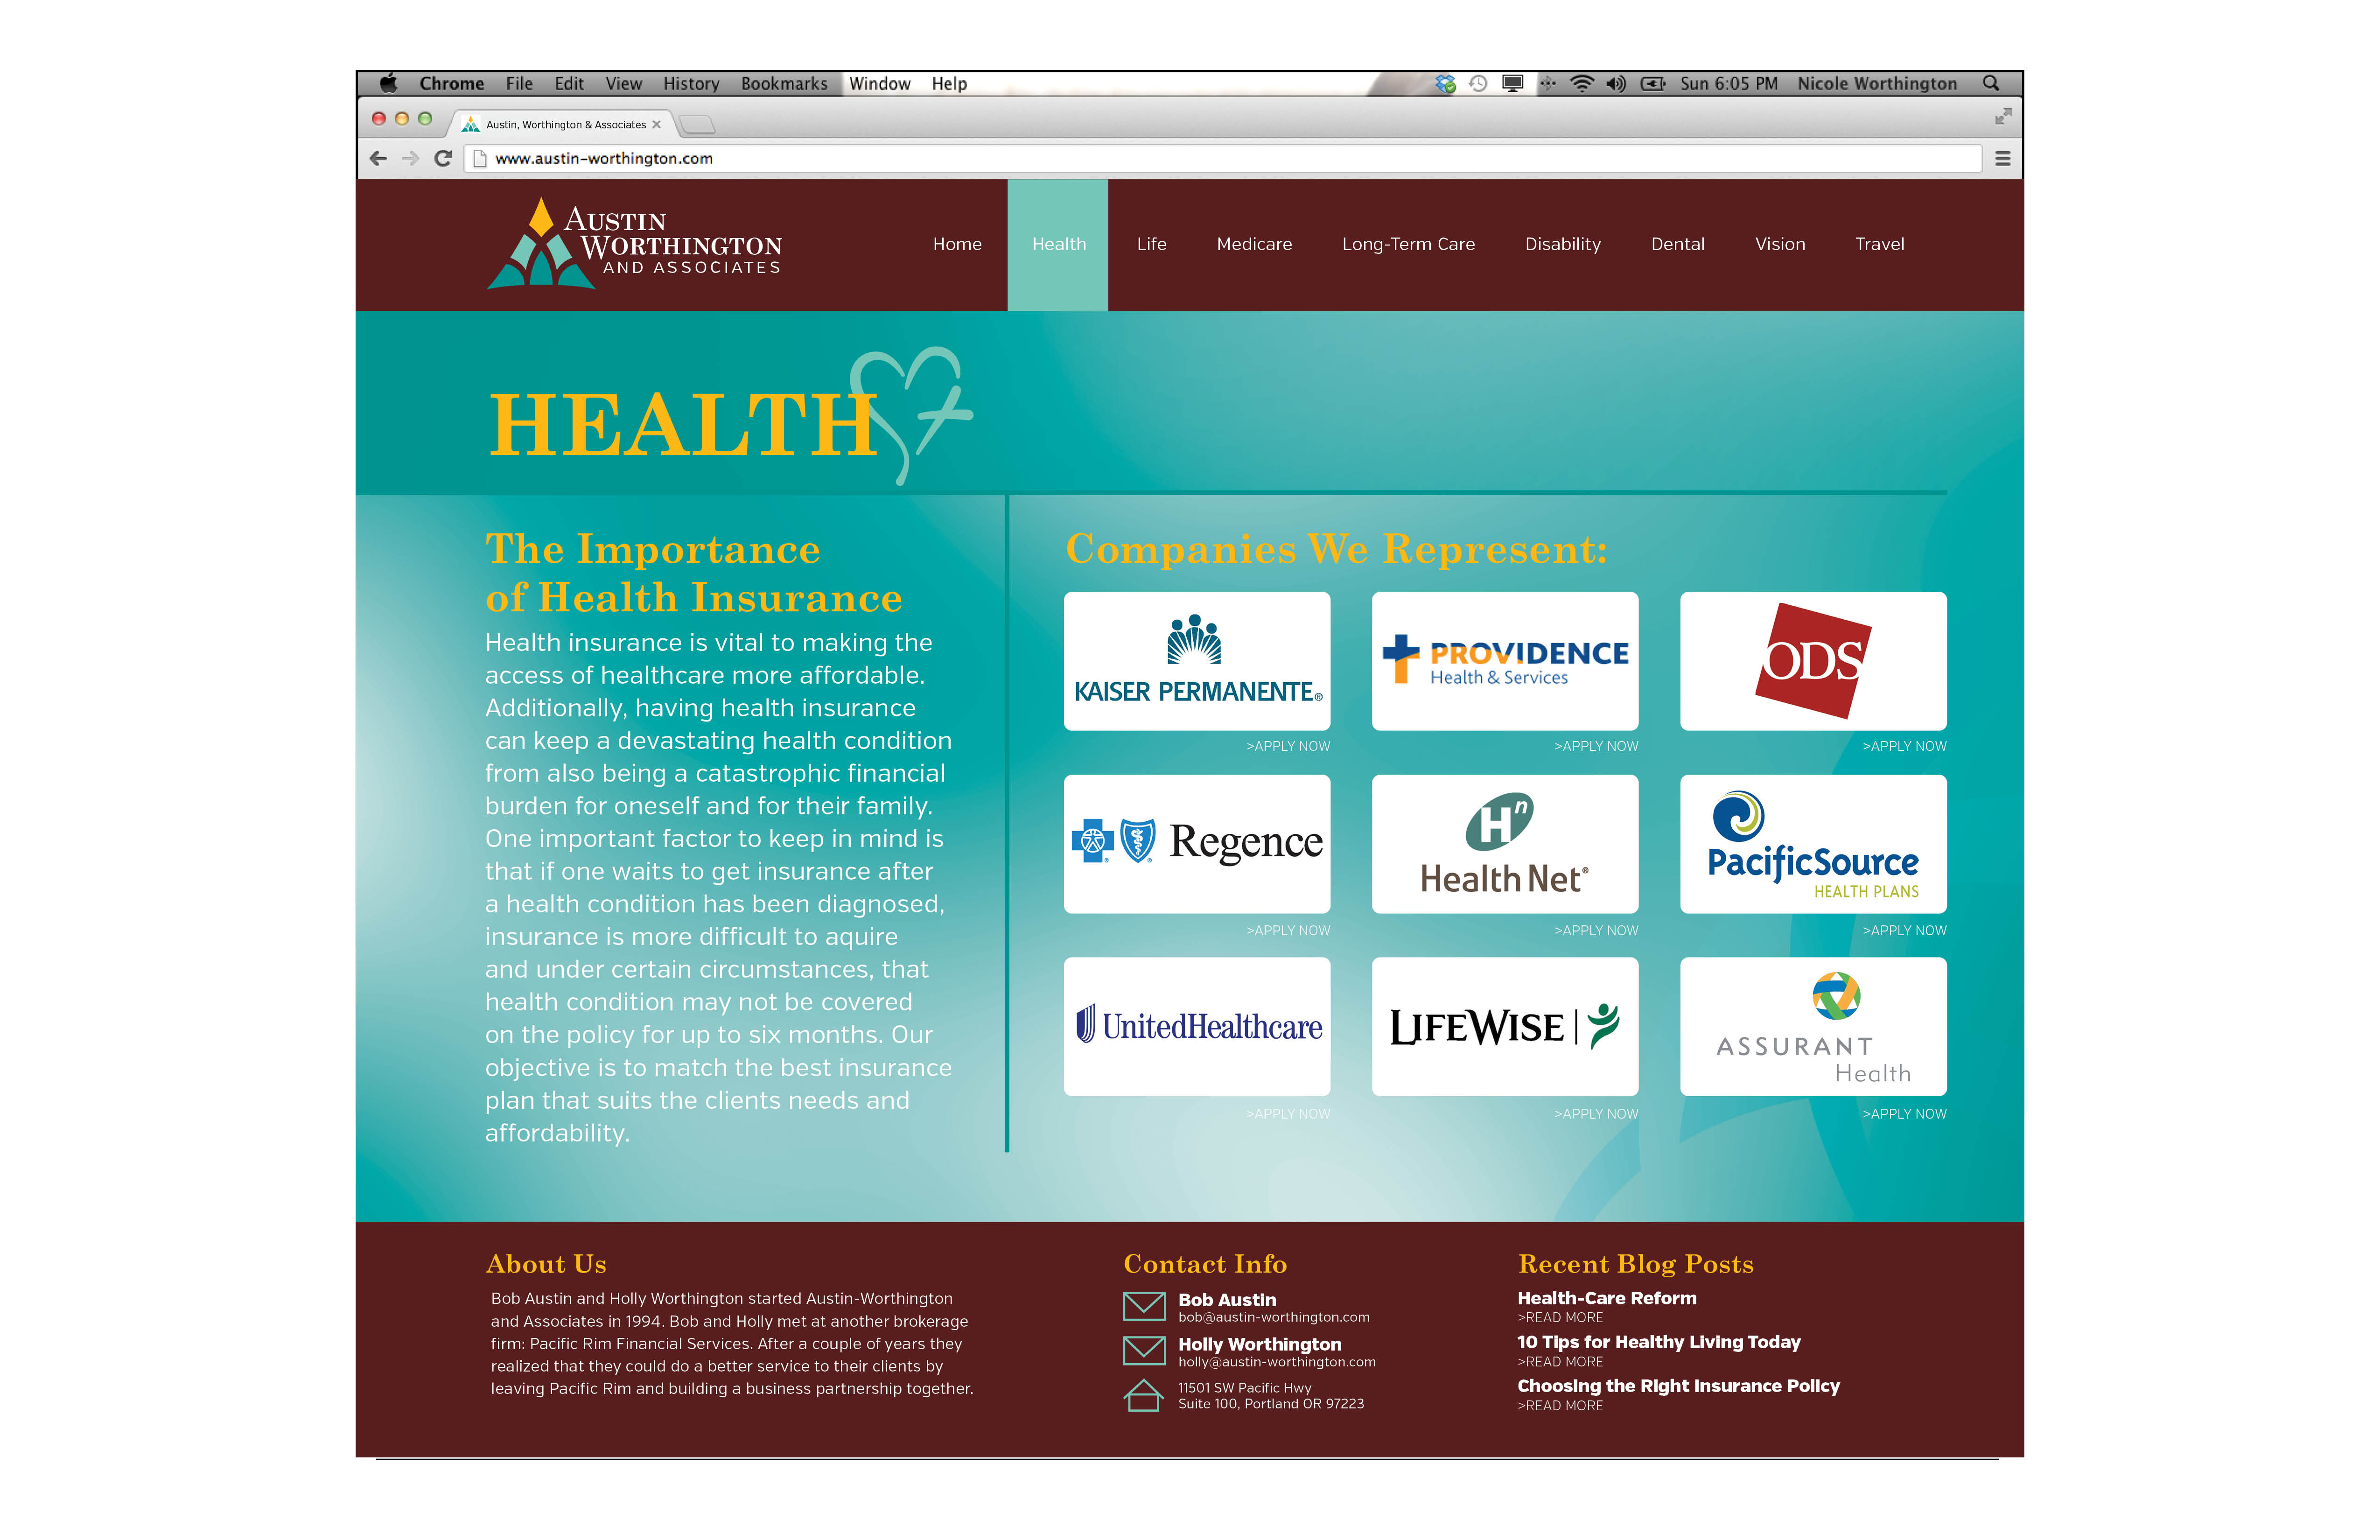 Chrome File Edit View History Bookmarks Window Help Sun 6:05 PM Nicole Worthington
Austin, Worthington & Associates
www.austin-worthington.com
AUSTIN
WORTHINGTON
AND ASSOCIATES
Home Health Life Medicare Long-Term Care Disability Dental Vision Travel
HEALTH
The Importance
of Health Insurance
Health insurance is vital to making the
access of healthcare more affordable.
Additionally, having health insurance
can keep a devastating health condition
from also being a catastrophic financial
burden for oneself and for their family.
One important factor to keep in mind is
that if one waits to get insurance after
a health condition has been diagnosed,
insurance is more difficult to aquire
and under certain circumstances, that
health condition may not be covered
on the policy for up to six months. Our
objective is to match the best insurance
plan that suits the clients needs and
affordability.
Companies We Represent:
KAISER PERMANENTE®
>APPLY NOW
PROVIDENCE
Health & Services
>APPLY NOW
ODS
>APPLY NOW
Regence
>APPLY NOW
Hn
Health Net®
>APPLY NOW
PacificSource
HEALTH PLANS
>APPLY NOW
UnitedHealthcare
>APPLY NOW
LIFEWISE
>APPLY NOW
ASSURANT
Health
>APPLY NOW
About Us
Bob Austin and Holly Worthington started Austin-Worthington
and Associates in 1994. Bob and Holly met at another brokerage
firm: Pacific Rim Financial Services. After a couple of years they
realized that they could do a better service to their clients by
leaving Pacific Rim and building a business partnership together.
Contact Info
Bob Austin
bob@austin-worthington.com
Holly Worthington
holly@austin-worthington.com
11501 SW Pacific Hwy
Suite 100, Portland OR 97223
Recent Blog Posts
Health-Care Reform
>READ MORE
10 Tips for Healthy Living Today
>READ MORE
Choosing the Right Insurance Policy
>READ MORE